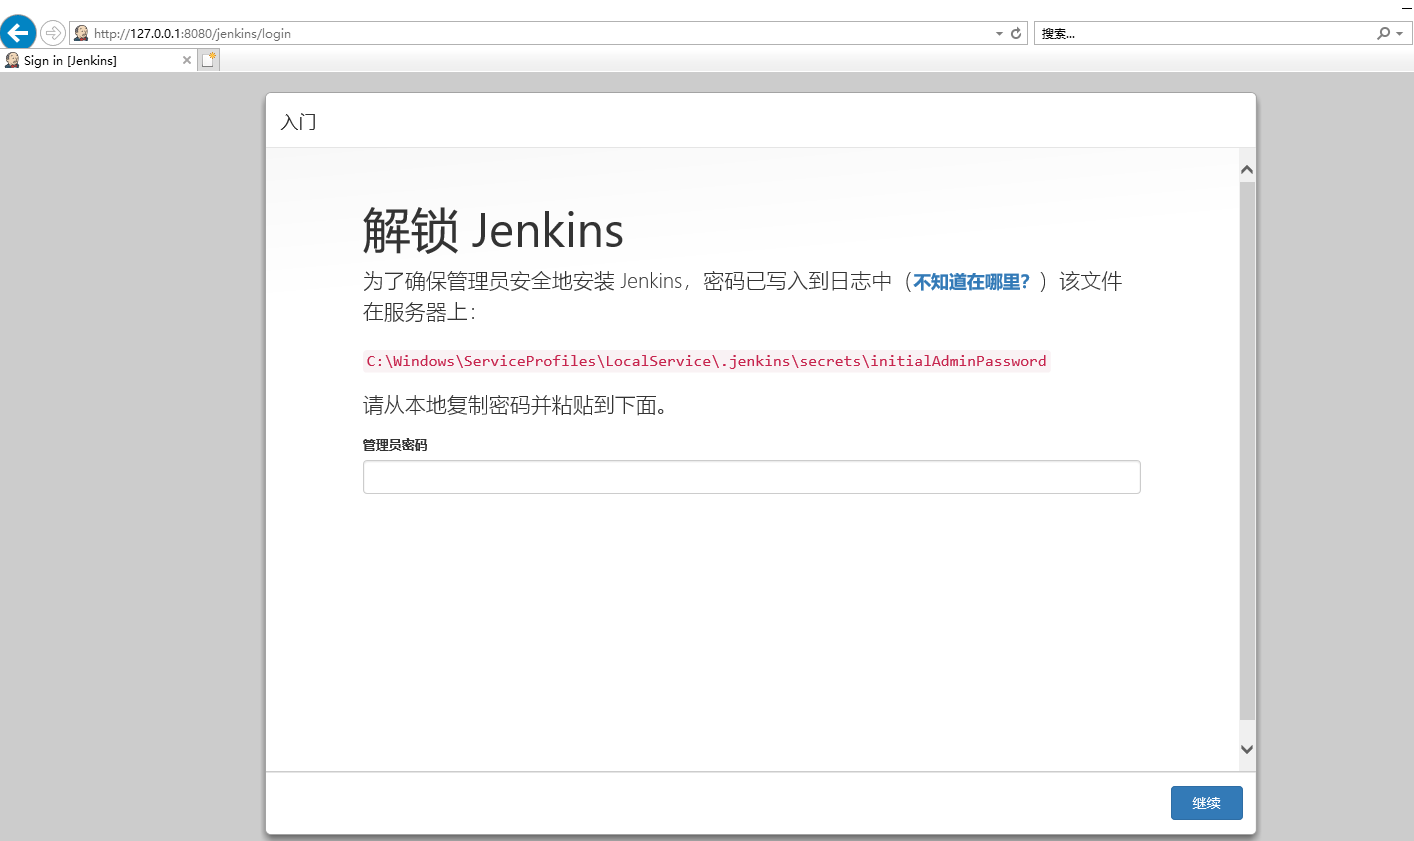 http://127.0.0.1:8080/jenkins/login
搜索...
Sign in [Jenkins]
入门
解锁 Jenkins
为了确保管理员安全地安装 Jenkins，密码已写入到日志中（不知道在哪里？）该文件
在服务器上：
C:\Windows\ServiceProfiles\LocalService\.jenkins\secrets\initialAdminPassword
请从本地复制密码并粘贴到下面。
管理员密码
继续